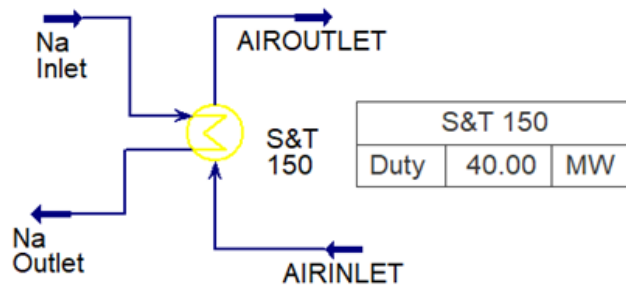 Na
Inlet
AIROUTLET
S&T
150
Na
Outlet
AIRINLET
S&T 150
Duty 40.00 MW